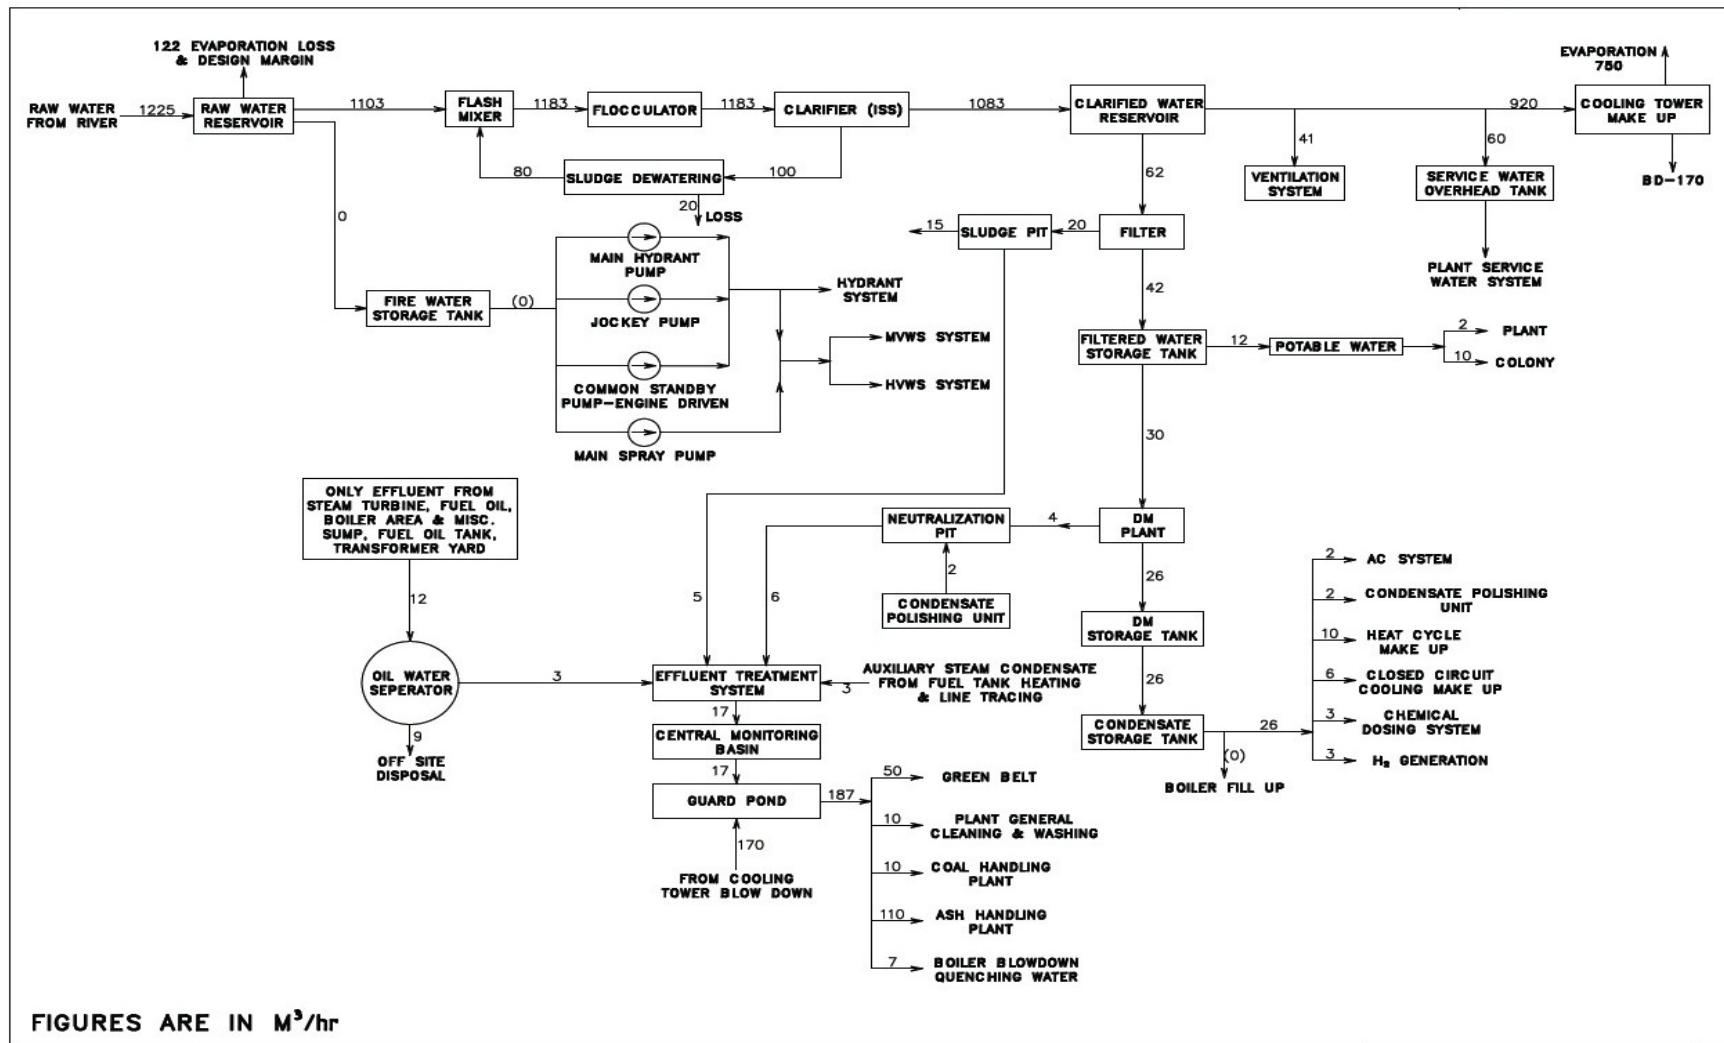 122 EVAPORATION LOSS
& DESIGN MARGIN
RAW WATER
FROM RIVER
1225
RAW WATER
RESERVOIR
1103
FLASH
MIXER
1183
FLOCCULATOR
1183
CLARIFIER (ISS)
1083
CLARIFIED WATER
RESERVOIR
920
EVAPORATION
750
COOLING TOWER
MAKE UP
BD-170
41
VENTILATION
SYSTEM
60
SERVICE WATER
OVERHEAD TANK
PLANT SERVICE
WATER SYSTEM
80
SLUDGE DEWATERING
100
20
LOSS
0
62
15
SLUDGE PIT
20
FILTER
42
FIRE WATER
STORAGE TANK
(0)
MAIN HYDRANT
PUMP
JOCKEY PUMP
COMMON STANDBY
PUMP-ENGINE DRIVEN
MAIN SPRAY PUMP
HYDRANT
SYSTEM
MVWS SYSTEM
HVWS SYSTEM
FILTERED WATER
STORAGE TANK
12
POTABLE WATER
2
PLANT
10
COLONY
30
ONLY EFFLUENT FROM
STEAM TURBINE, FUEL OIL,
BOILER AREA & MISC.
SUMP, FUEL OIL TANK,
TRANSFORMER YARD
12
OIL WATER
SEPERATOR
3
9
OFF SITE
DISPOSAL
NEUTRALIZATION
PIT
4
DM
PLANT
2
CONDENSATE
POLISHING UNIT
5
6
26
DM
STORAGE TANK
26
EFFLUENT TREATMENT
SYSTEM
3
AUXILIARY STEAM CONDENSATE
FROM FUEL TANK HEATING
& LINE TRACING
17
CENTRAL MONITORING
BASIN
17
GUARD POND
187
170
FROM COOLING
TOWER BLOW DOWN
CONDENSATE
STORAGE TANK
26
(0)
BOILER FILL UP
2
AC SYSTEM
2
CONDENSATE POLISHING
UNIT
10
HEAT CYCLE
MAKE UP
6
CLOSED CIRCUIT
COOLING MAKE UP
3
CHEMICAL
DOSING SYSTEM
3
H₂ GENERATION
50
GREEN BELT
10
PLANT GENERAL
CLEANING & WASHING
10
COAL HANDLING
PLANT
110
ASH HANDLING
PLANT
7
BOILER BLOWDOWN
QUENCHING WATER
FIGURES ARE IN M³/hr